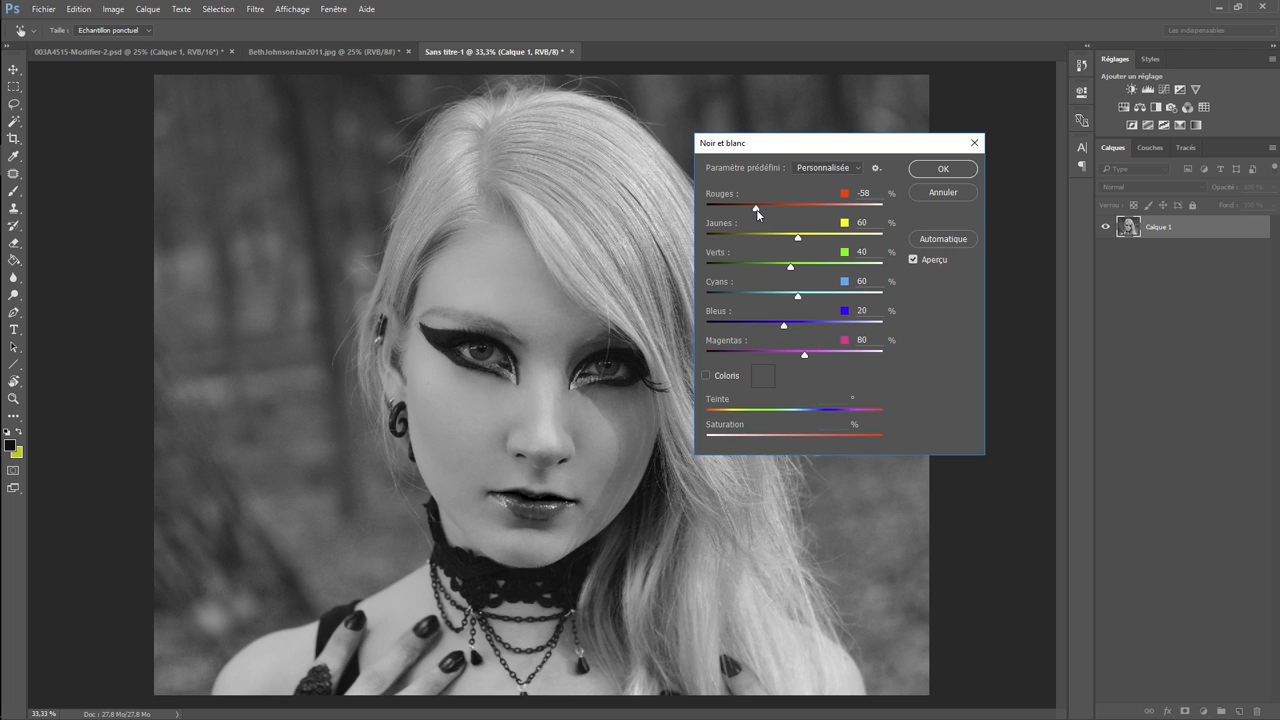 Ps Fichier Edition Image Calque Texte Sélection Filtre Affichage Fenêtre Aide
Taille : Echantillon ponctuel Les indispensables
003A4515-Modifier-2.psd @ 25% (Calque 1, RVB/16*) * × BethJohnsonJan2011.jpg @ 25% (RVB/8#) * × Sans titre-1 @ 33,3% (Calque 1, RVB/8) * ×
Réglages Styles
Ajouter un réglage
Calques Couches Tracés
Type
Normal Opacité : 100%
Verrou : Fond : 100%
Calque 1
Noir et blanc
Paramètre prédéfini : Personnalisée OK
Rouges : -58 % Annuler
Jaunes : 60 %
Automatique
Verts : 40 % Aperçu
Cyans : 60 %
Bleus : 20 %
Magentas : 80 %
Coloris
Teinte °
Saturation %
33,33 % Doc : 27,8 Mo/27,8 Mo